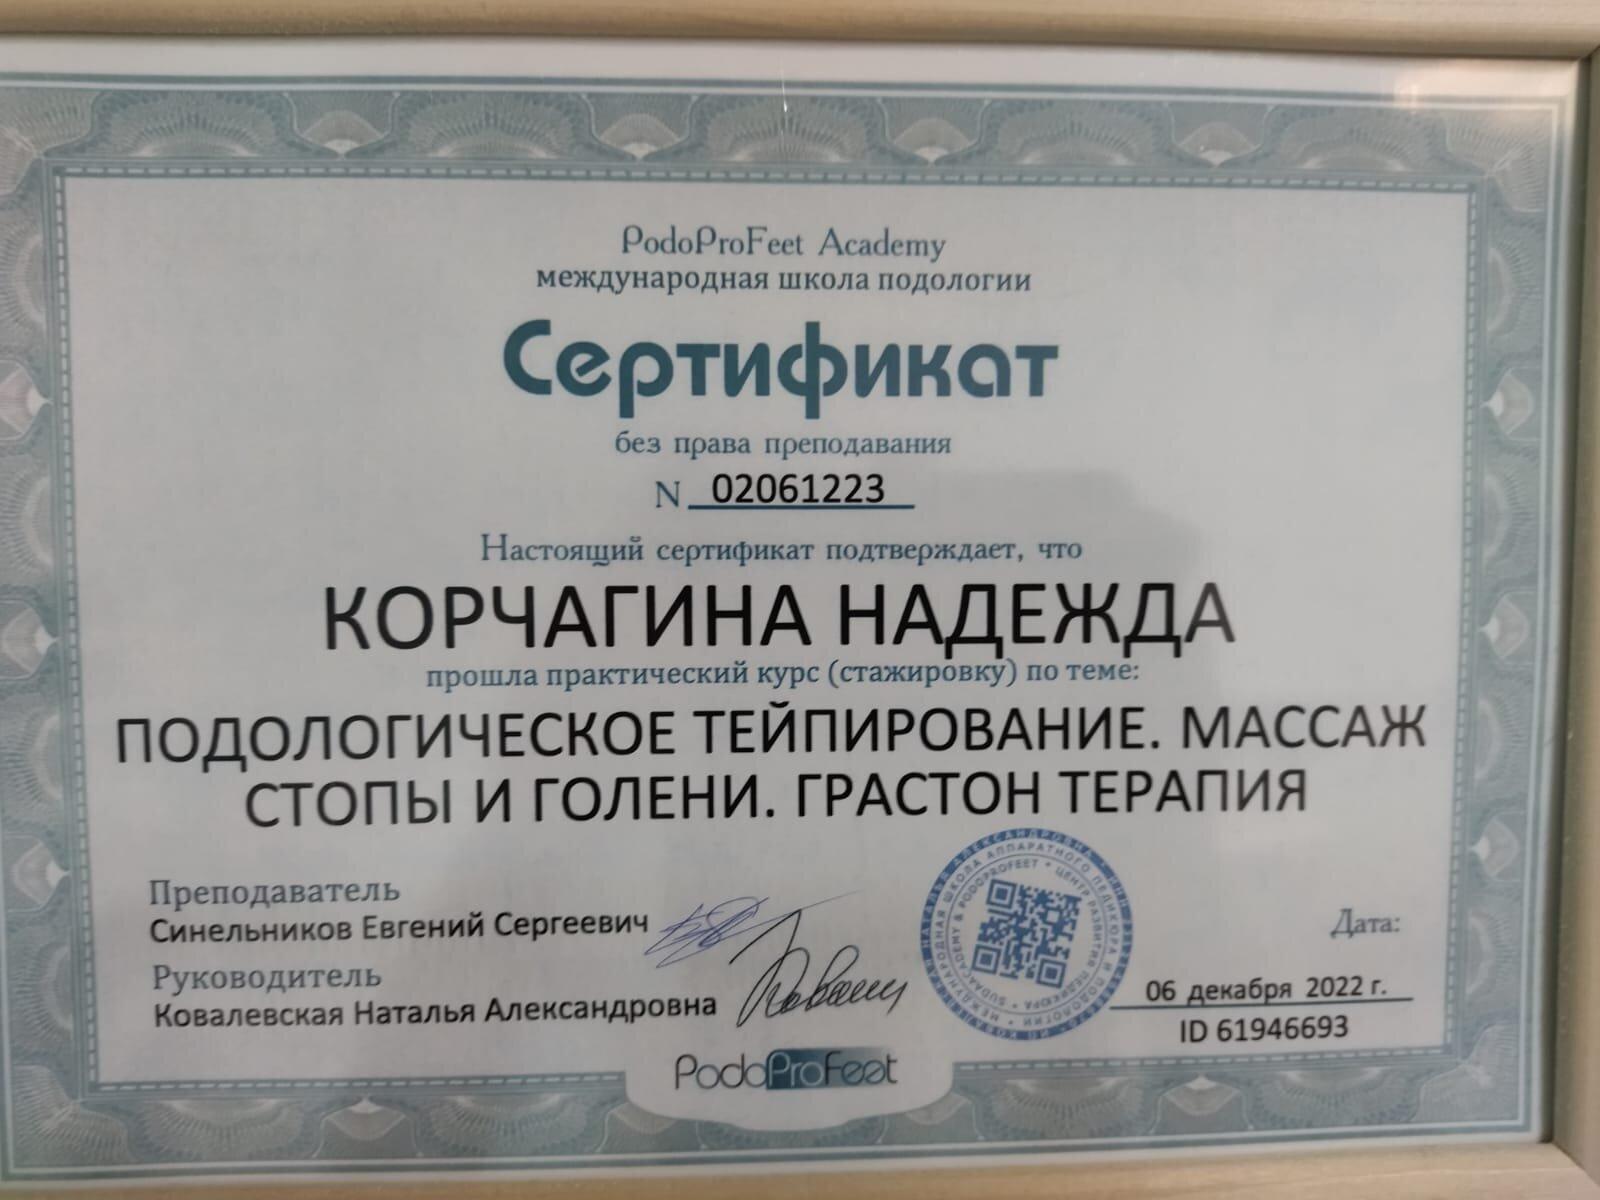 PodoProFeet Academy
международная школа подологии
Сертификат
без права преподавания
N 02061223
Настоящий сертификат подтверждает, что
КОРЧАГИНА НАДЕЖДА
прошла практический курс (стажировку) по теме:
ПОДОЛОГИЧЕСКОЕ ТЕЙПИРОВАНИЕ. МАССАЖ
СТОПЫ И ГОЛЕНИ. ГРАСТОН ТЕРАПИЯ
Преподаватель
Синельников Евгений Сергеевич
Руководитель
Ковалевская Наталья Александровна
Дата:
06 декабря 2022 г.
ID 61946693
PodoProFeet